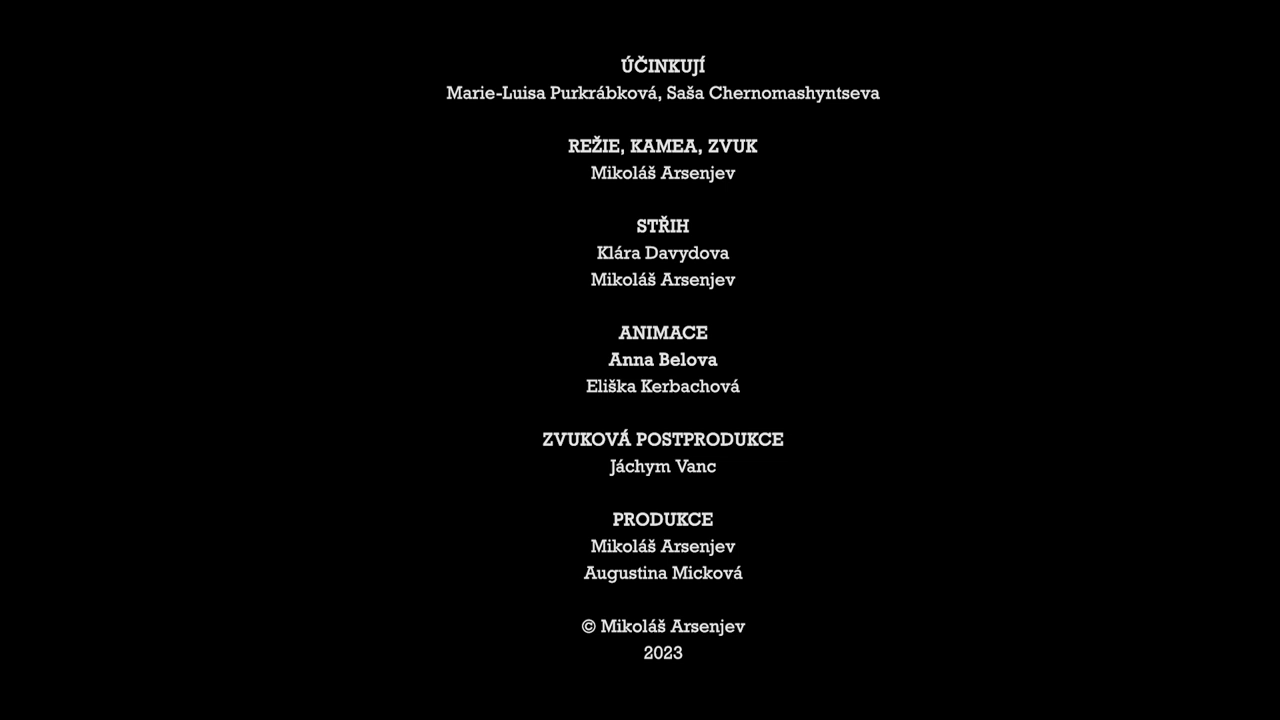 ÚČINKUJÍ
Marie-Luisa Purkrábková, Saša Chernomashyntseva
REŽIE, KAMEA, ZVUK
Mikoláš Arsenjev
STŘIH
Klára Davydova
Mikoláš Arsenjev
ANIMACE
Anna Belova
Eliška Kerbachová
ZVUKOVÁ POSTPRODUKCE
Jáchym Vanc
PRODUKCE
Mikoláš Arsenjev
Augustina Micková
© Mikoláš Arsenjev
2023